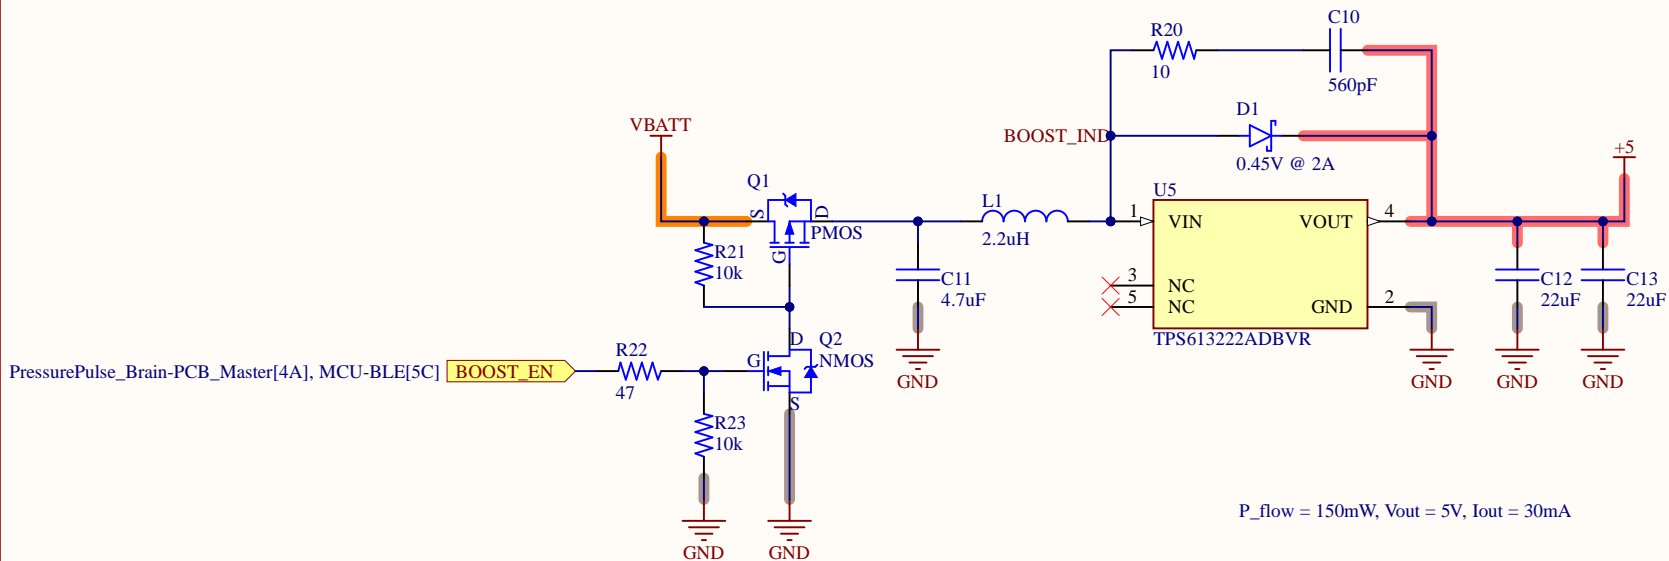 C10
R20
10
560pF
D1
VBATT
BOOST_IND
0.45V @ 2A
+5
Q1
U5
S
D
L1
1
VIN
VOUT
4
PMOS
2.2uH
G
R21
10k
C11
4.7uF
3
NC
5
NC
GND
2
C12
22uF
C13
22uF
D
Q2
NMOS
TPS613222ADBVR
G
R22
PressurePulse_Brain-PCB_Master[4A], MCU-BLE[5C]
BOOST_EN
47
S
GND
GND
GND
GND
R23
10k
P_flow = 150mW, Vout = 5V, Iout = 30mA
GND
GND